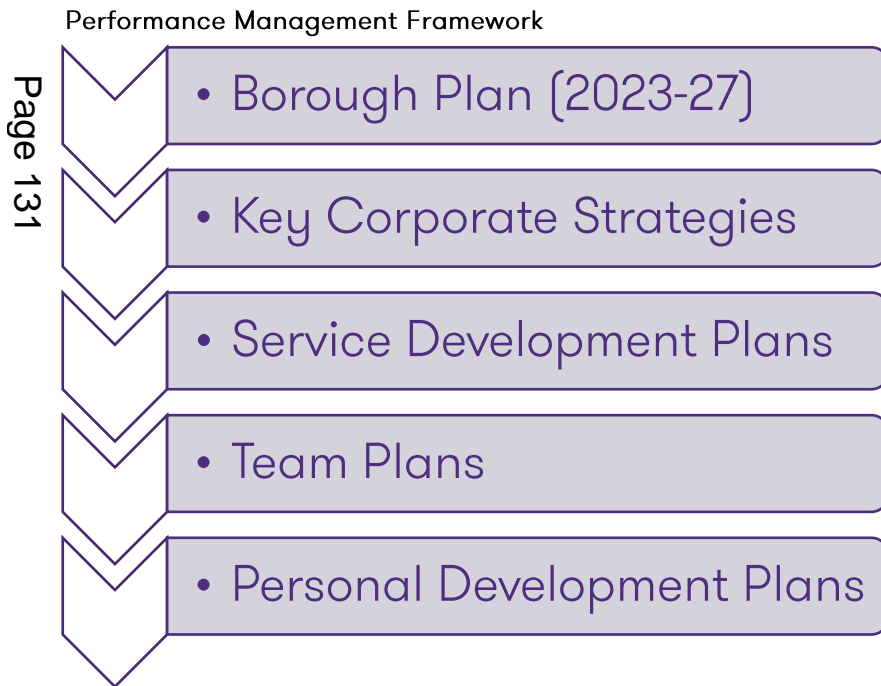 Performance Management Framework
Page 131
• Borough Plan (2023-27)
• Key Corporate Strategies
• Service Development Plans
• Team Plans
• Personal Development Plans